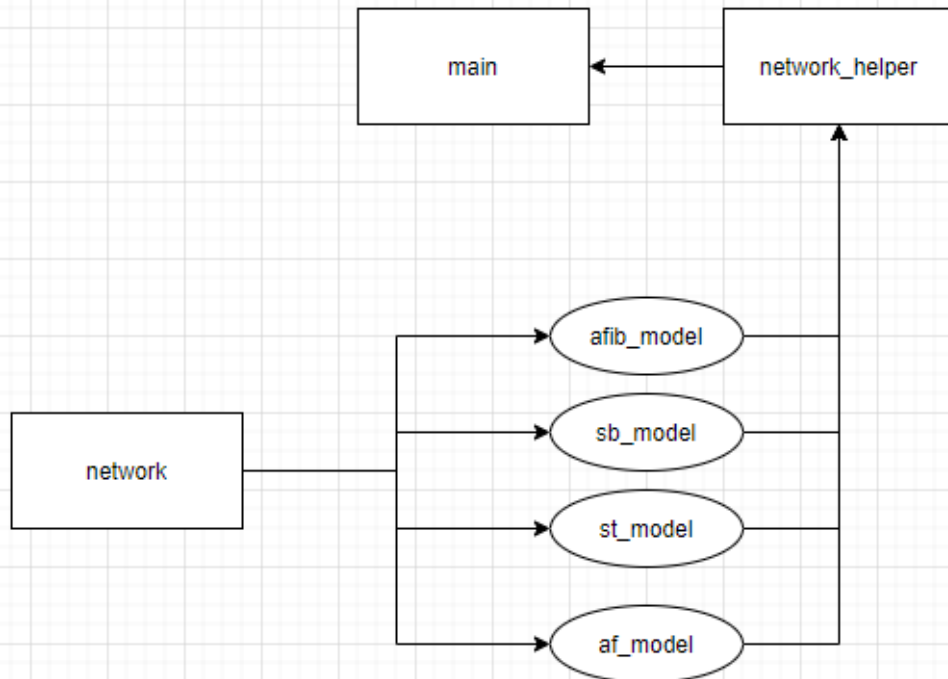 main
network_helper
afib_model
sb_model
network
st_model
af_model